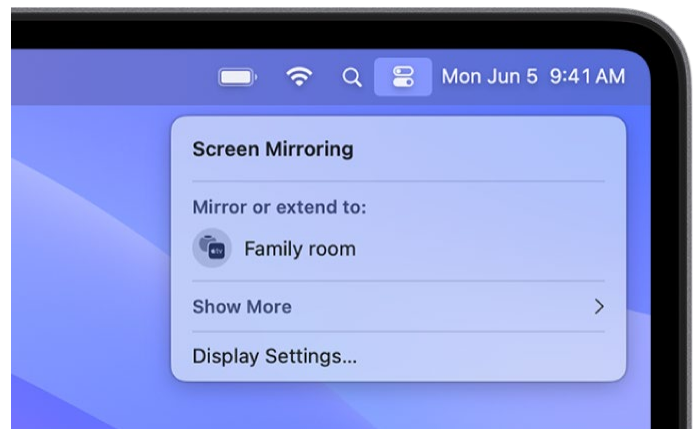 Mon Jun 5 9:41 AM
Screen Mirroring
Mirror or extend to:
Family room
Show More
Display Settings...